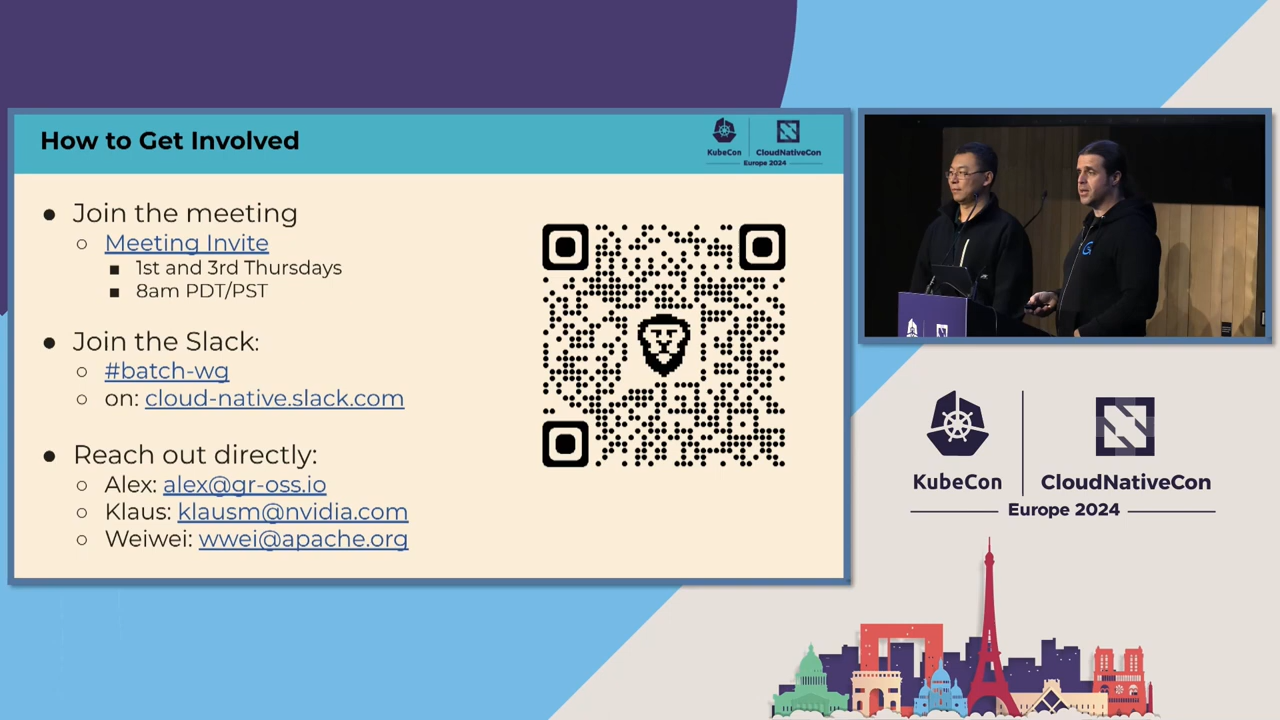 How to Get Involved
KubeCon
CloudNativeCon
Europe 2024
● Join the meeting
○ Meeting Invite
■ 1st and 3rd Thursdays
■ 8am PDT/PST
● Join the Slack:
○ #batch-wg
○ on: cloud-native.slack.com
● Reach out directly:
○ Alex: alex@gr-oss.io
○ Klaus: klausm@nvidia.com
○ Weiwei: wwei@apache.org
KubeCon
CloudNativeCon
Europe 2024